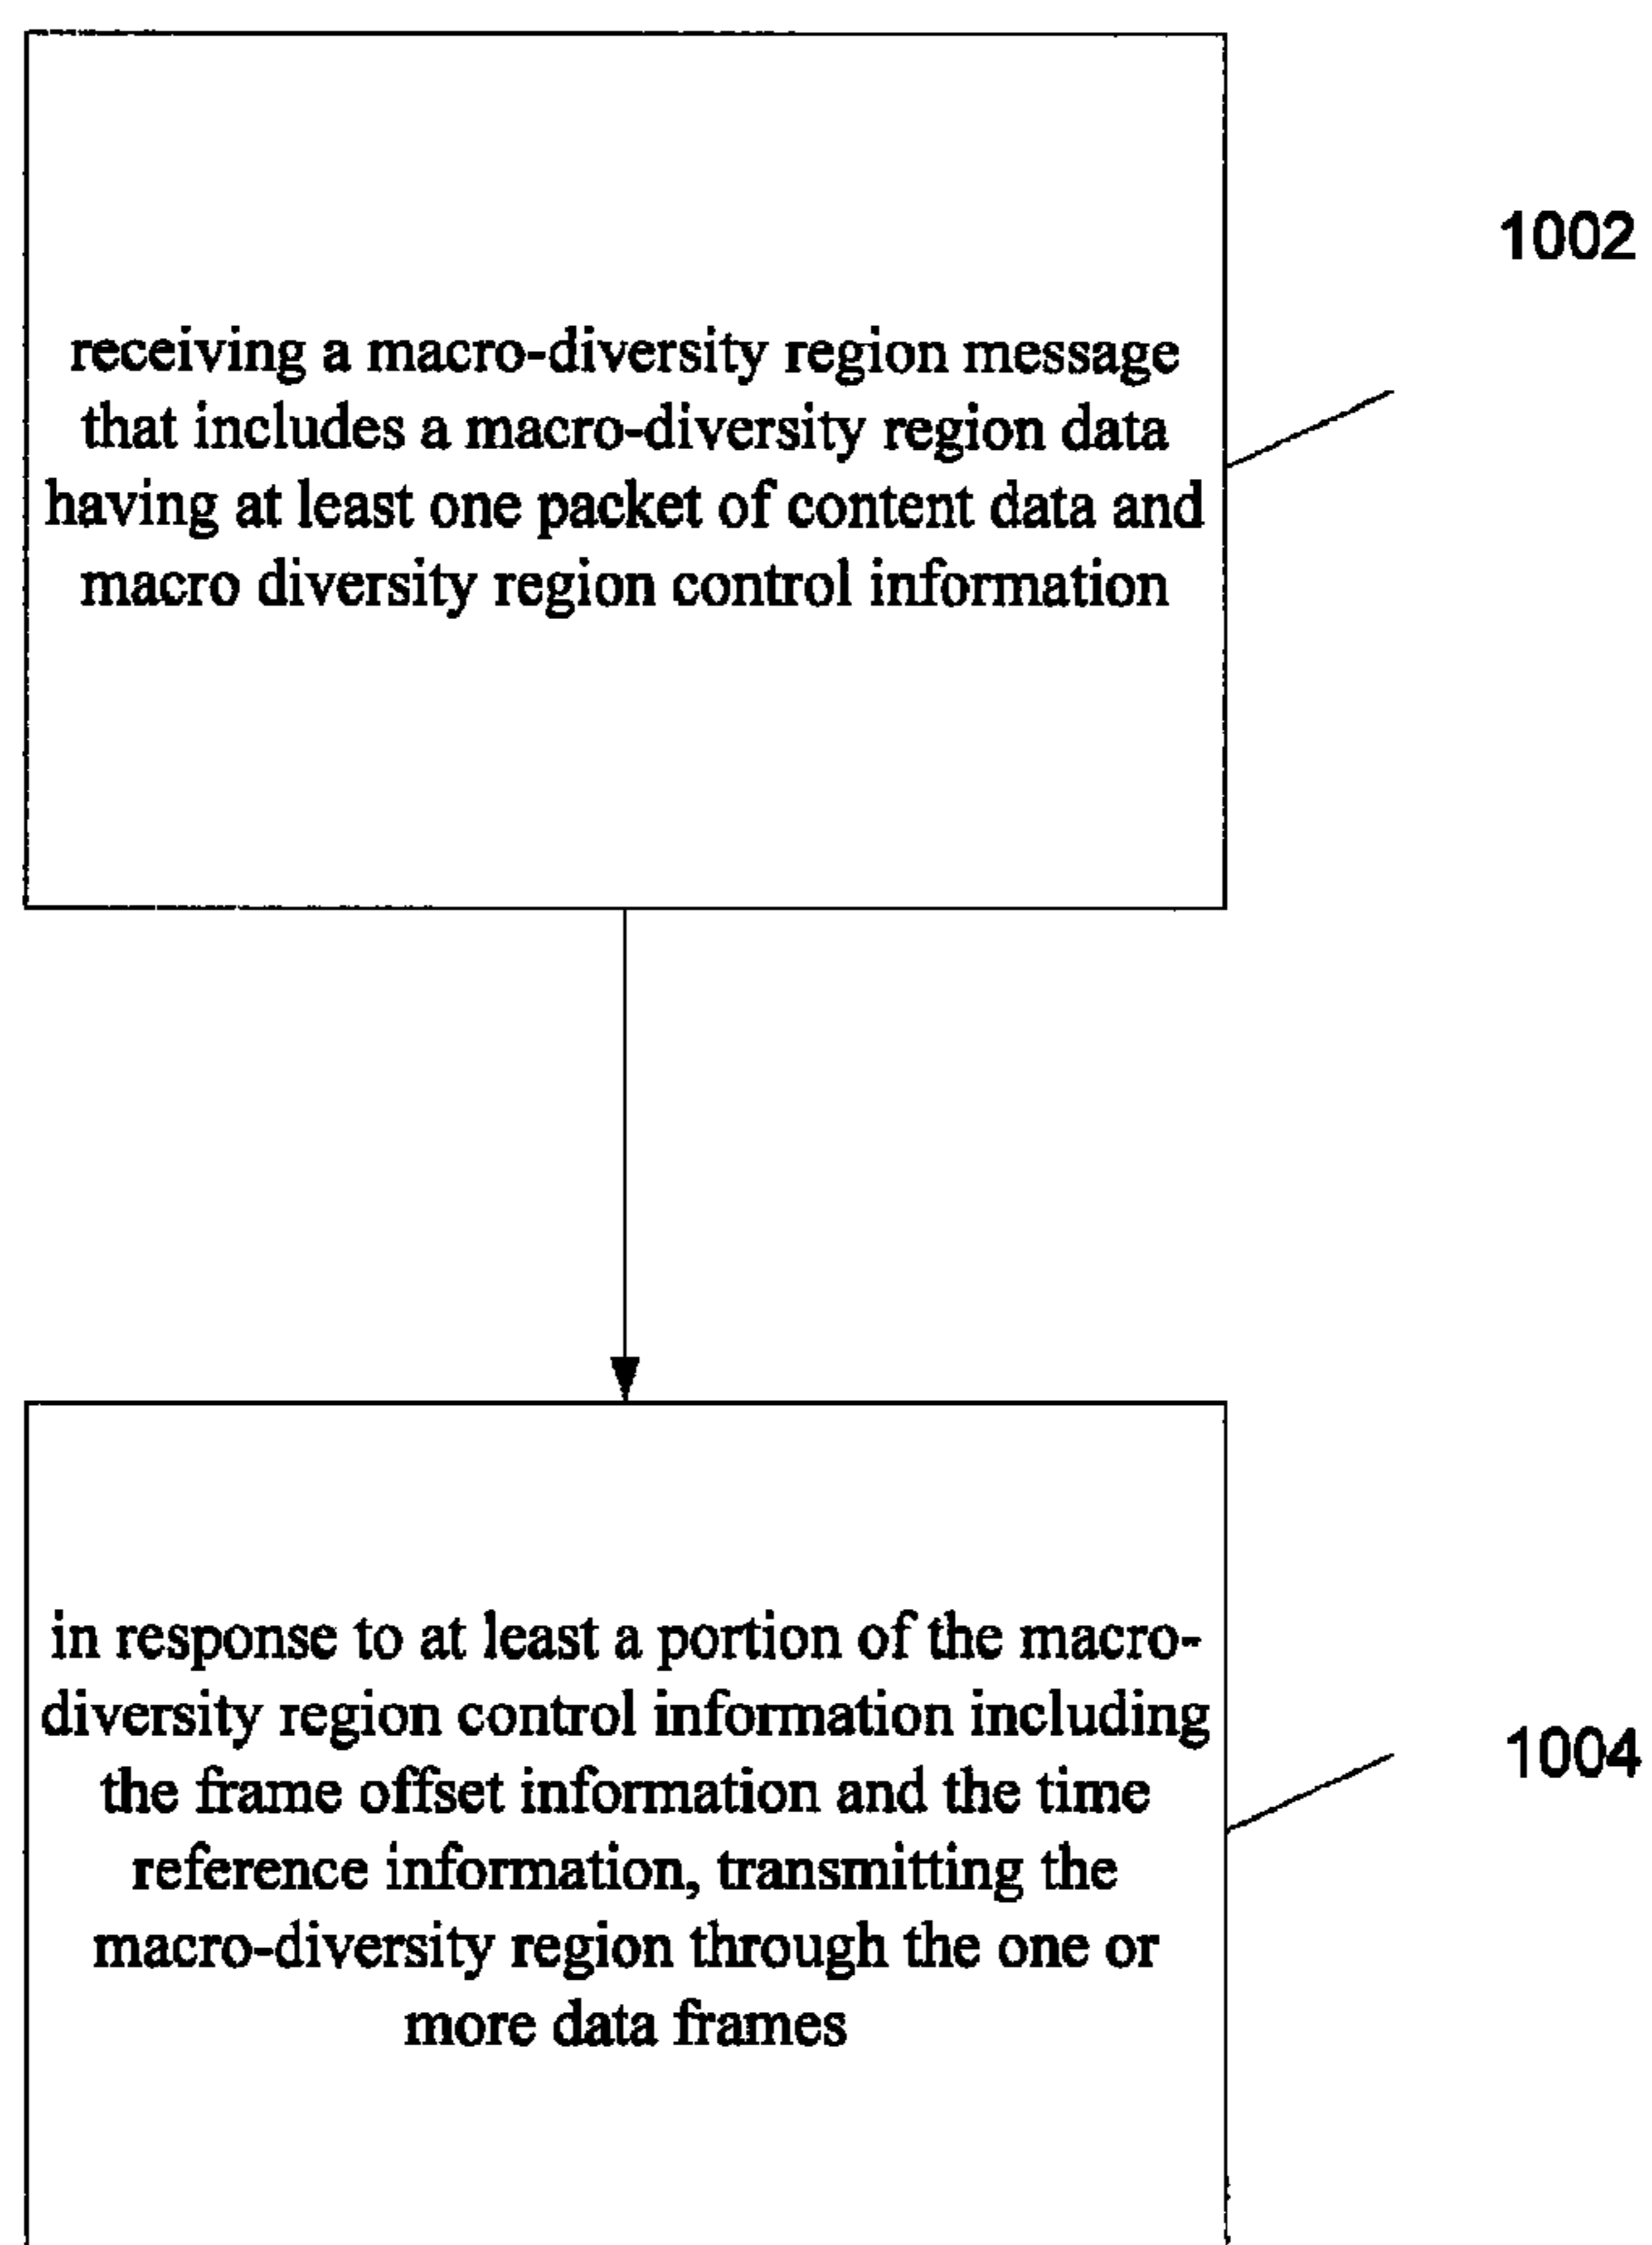 1002
receiving a macro-diversity region message
that includes a macro-diversity region data
having at least one packet of content data and
macro diversity region control information
in response to at least a portion of the macro-
diversity region control information including
the frame offset information and the time
reference information, transmitting the
macro-diversity region through the one or
more data frames
1004